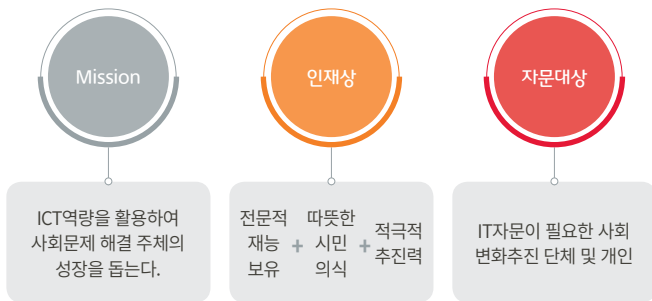 Mission
ICT역량을 활용하여
사회문제 해결 주체의
성장을 돕는다.
인재상
전문적
재능
보유
+
따뜻한
시민
의식
+
적극적
추진력
자문대상
IT자문이 필요한 사회
변화추진 단체 및 개인